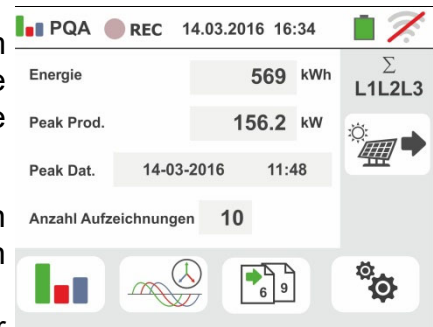 PQA REC 14.03.2016 16:34
Energie 569 kWh
Σ
L1L2L3
Peak Prod. 156.2 kW
Peak Dat. 14-03-2016 11:48
Anzahl Aufzeichnungen 10
6 9